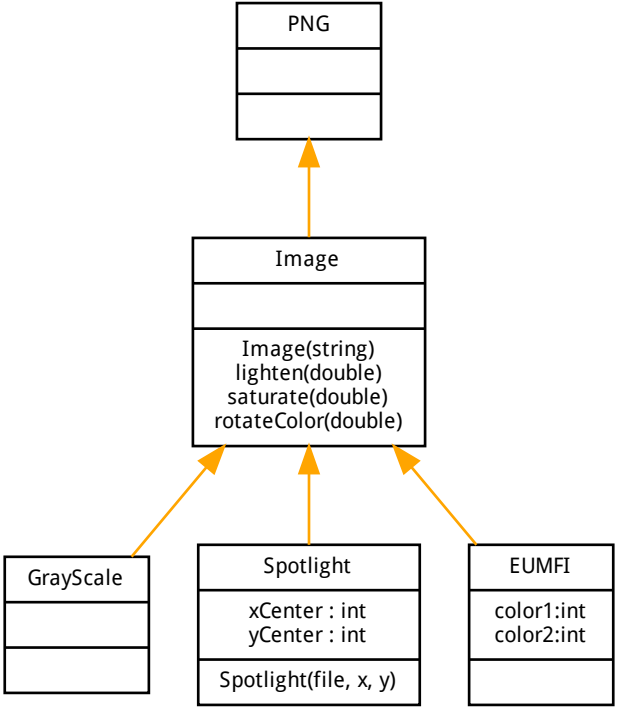 PNG
Image
Image(string)
lighten(double)
saturate(double)
rotateColor(double)
GrayScale
Spotlight
xCenter : int
yCenter : int
Spotlight(file, x, y)
EUMFI
color1:int
color2:int